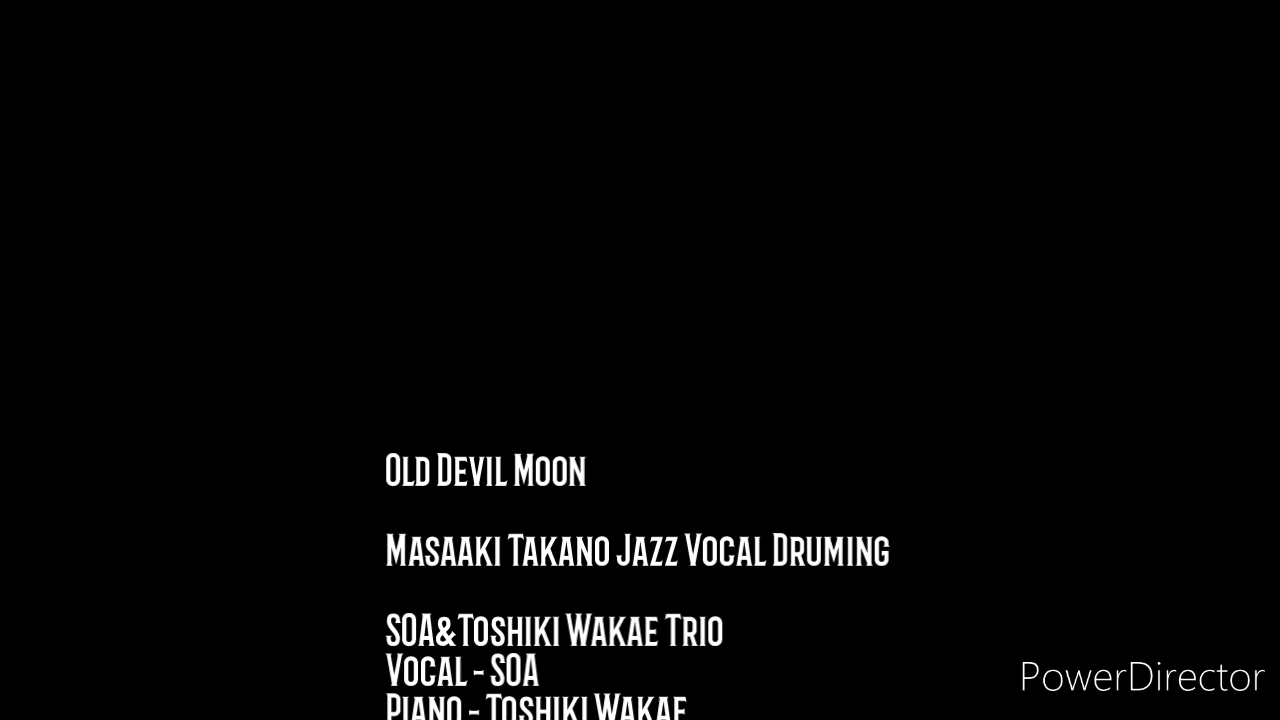 Old Devil Moon
Masaaki Takano Jazz Vocal Druming
SOA&Toshiki Wakae Trio
Vocal - SOA
Piano - Toshiki Wakae
PowerDirector